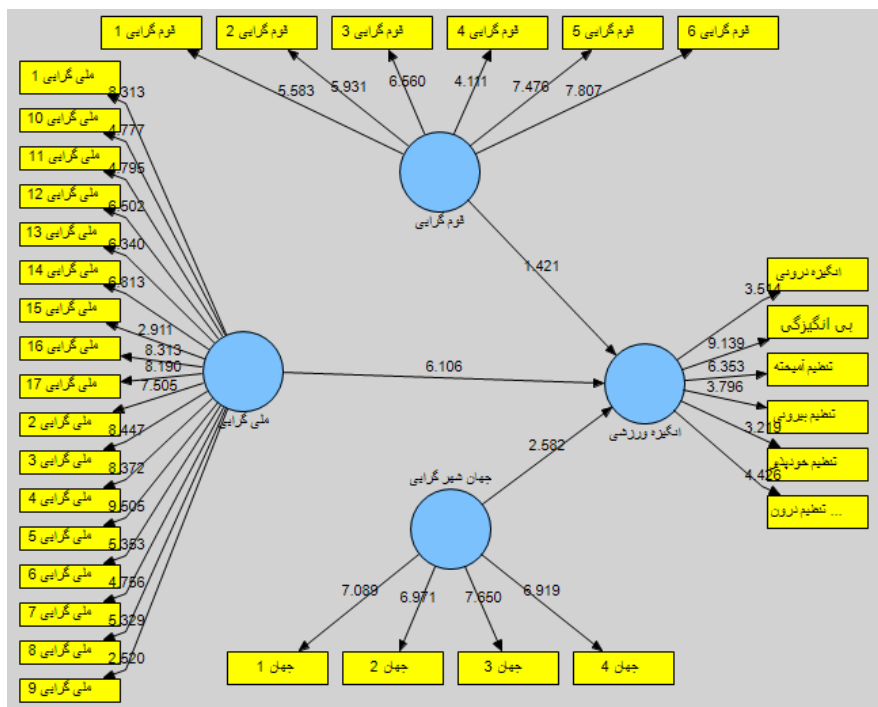 قوم گرایی 1
قوم گرایی 2
قوم گرایی 3
قوم گرایی 4
قوم گرایی 5
قوم گرایی 6
5.583
5.931
6.560
4.111
7.476
7.807
قوم گرایی
1.421
ملی گرایی 1
8.313
ملی گرایی 10
4.777
ملی گرایی 11
4.795
ملی گرایی 12
6.502
ملی گرایی 13
6.340
ملی گرایی 14
6.813
ملی گرایی 15
2.911
ملی گرایی 16
8.313
ملی گرایی 17
8.190
ملی گرایی 2
7.505
ملی گرایی 3
8.447
ملی گرایی 4
8.372
ملی گرایی 5
9.505
ملی گرایی 6
5.353
ملی گرایی 7
4.756
ملی گرایی 8
5.329
ملی گرایی 9
2.520
ملی گرایی
6.106
انگیزه درونی
3.514
بی انگیزگی
9.139
تنظیم آمیخته
6.353
تنظیم بیرونی
3.796
تنظیم خودپذیر
3.219
تنظیم درون ...
4.426
انگیزه ورزشی
2.582
جهان شهر گرایی
7.089
6.971
7.650
6.919
جهان 1
جهان 2
جهان 3
جهان 4